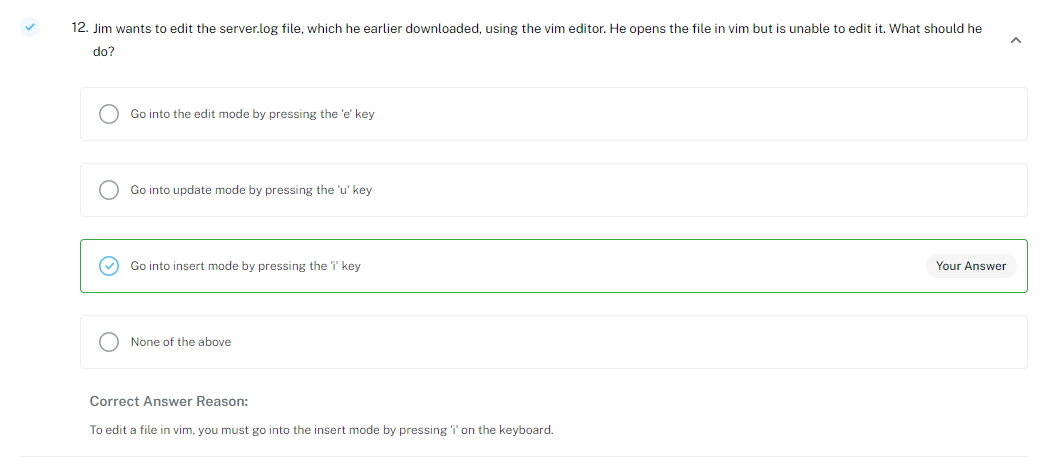 12. Jim wants to edit the server.log file, which he earlier downloaded, using the vim editor. He opens the file in vim but is unable to edit it. What should he
do?
Go into the edit mode by pressing the 'e' key
Go into update mode by pressing the 'u' key
Go into insert mode by pressing the 'i' key
Your Answer
None of the above
Correct Answer Reason:
To edit a file in vim, you must go into the insert mode by pressing 'i' on the keyboard.